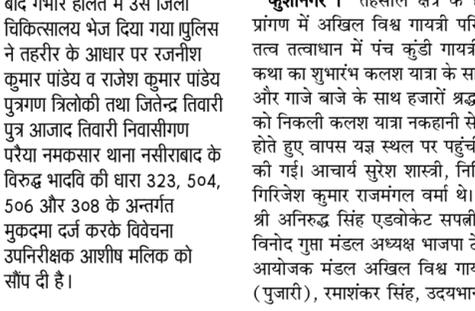 बाद गंभीर हालत में उसे जिला
चिकित्सालय भेज दिया गया।पुलिस
ने तहरीर के आधार पर रजनीश
कुमार पांडेय व राजेश कुमार पांडेय
पुत्रगण त्रिलोकी तथा जितेन्द्र तिवारी
पुत्र आजाद तिवारी निवासीगण
परैया नमकसार थाना नसीराबाद के
विरुद्ध भादवि की धारा 323, 504,
506 और 308 के अन्तर्गत
मुकदमा दर्ज करके विवेचना
उपनिरीक्षक आशीष मलिक को
सौंप दी है।
कुशीनगर । तहसील क्षेत्र के
प्रांगण में अखिल विश्व गायत्री परि
तत्व तत्वाधान में पंच कुंडी गायत्री
कथा का शुभारंभ कलश यात्रा के सा
और गाजे बाजे के साथ हजारों श्रद्ध
को निकली कलश यात्रा नकहानी से
होते हुए वापस यज्ञ स्थल पर पहुंची
की गई। आचार्य सुरेश शास्त्री, नि
गिरिजेश कुमार राजमंगल वर्मा थे।
श्री अनिरुद्ध सिंह एडवोकेट सपत्नी
विनोद गुप्ता मंडल अध्यक्ष भाजपा
आयोजक मंडल अखिल विश्व गाय
(पुजारी), रमाशंकर सिंह, उदयभान